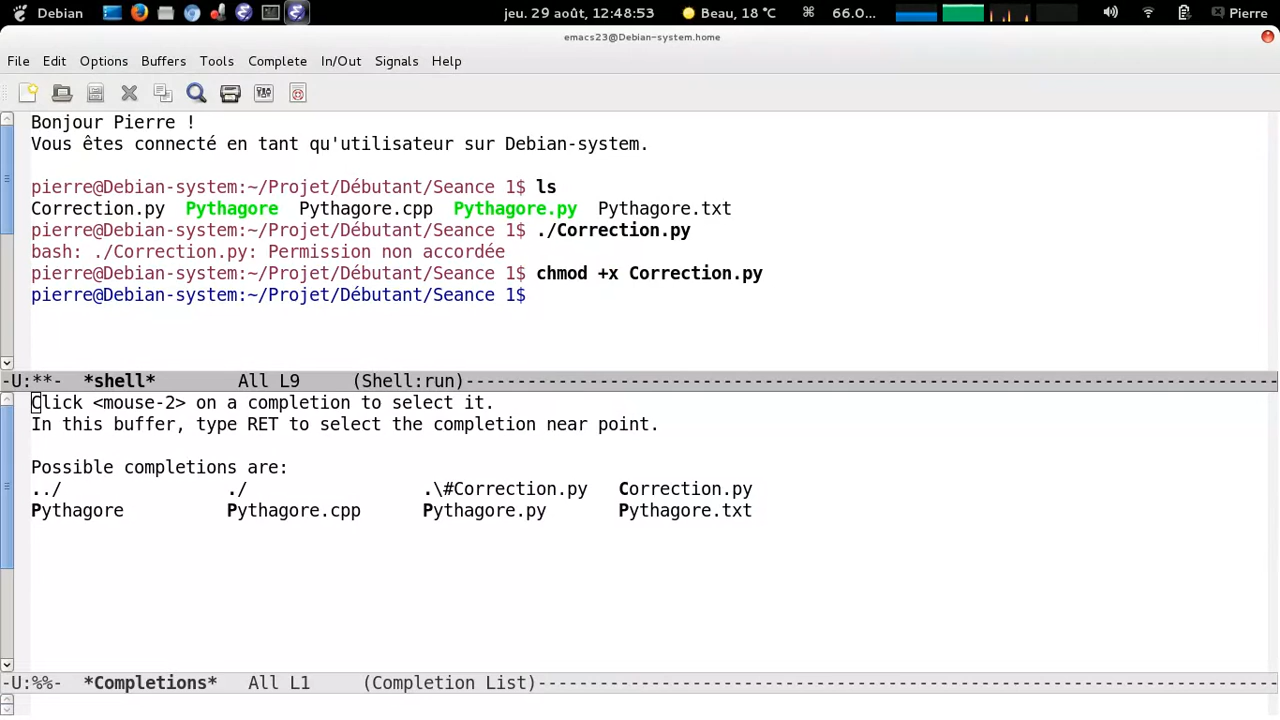 Debian jeu. 29 août, 12:48:53 Beau, 18 °C ⌘ 66.0... Pierre
emacs23@Debian-system.home
File Edit Options Buffers Tools Complete In/Out Signals Help
Bonjour Pierre !
Vous êtes connecté en tant qu'utilisateur sur Debian-system.
pierre@Debian-system:~/Projet/Débutant/Seance 1$ ls
Correction.py  Pythagore  Pythagore.cpp  Pythagore.py  Pythagore.txt
pierre@Debian-system:~/Projet/Débutant/Seance 1$ ./Correction.py
bash: ./Correction.py: Permission non accordée
pierre@Debian-system:~/Projet/Débutant/Seance 1$ chmod +x Correction.py
pierre@Debian-system:~/Projet/Débutant/Seance 1$
-U:**-  *shell*        All L9     (Shell:run)-------------------------------------------------------------------------------
Click <mouse-2> on a completion to select it.
In this buffer, type RET to select the completion near point.
Possible completions are:
../                ./                 .\#Correction.py   Correction.py
Pythagore          Pythagore.cpp      Pythagore.py       Pythagore.txt
-U:%%-  *Completions*   All L1     (Completion List)------------------------------------------------------------------------